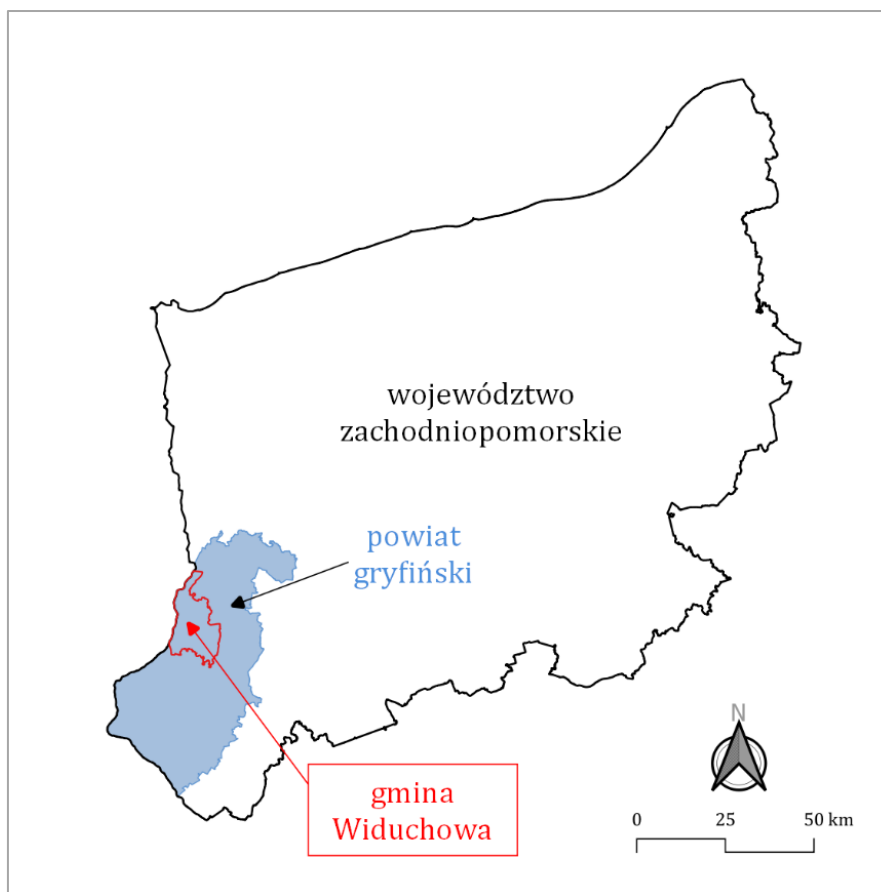 województwo
zachodniopomorskie
powiat
gryfiński
gmina
Widuchowa
N
0 25 50 km